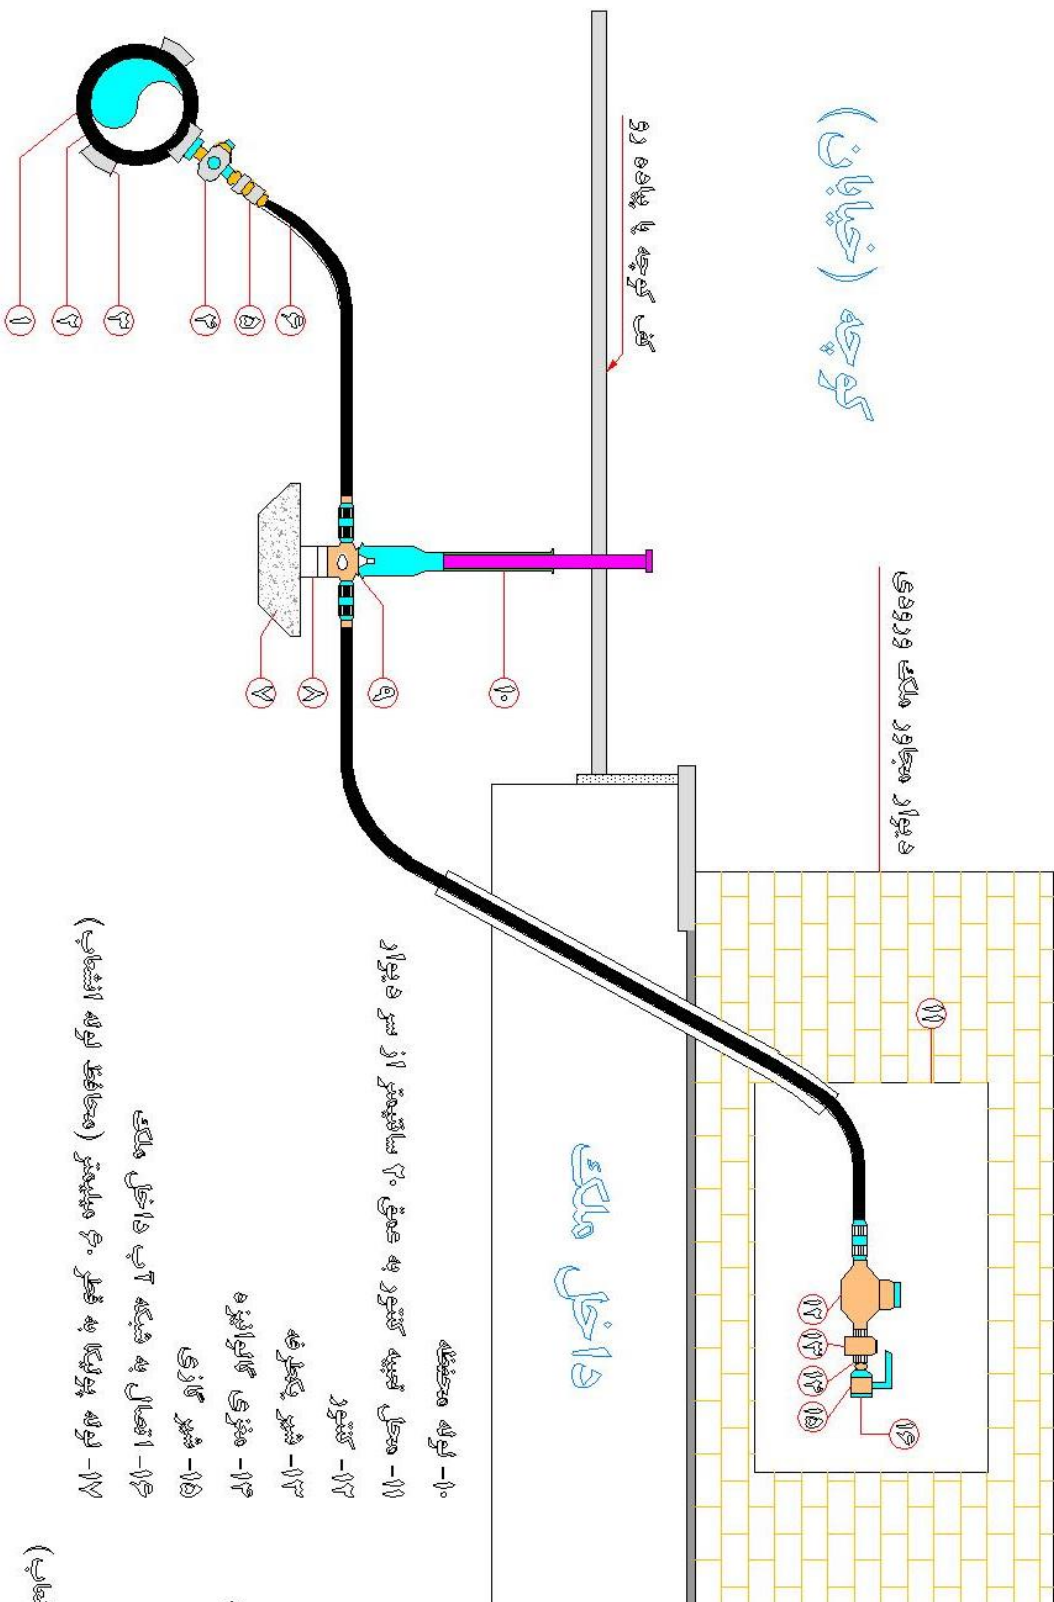 کوچه (خیابان)
کف کوچه یا پیاده رو
دیوار مجاور ملک ورودی
داخل ملک
۱
۲
۳
۴
۵
۶
۷
۸
۹
۱۰
۱۱
۱۲
۱۳
۱۴
۱۵
۱۶
۱۰- لوله محفظه
۱۱- محل تعبیه کنتور به عمق ۲۰ سانتیمتر از سر دیوار
۱۲- کنتور
۱۳- شیر یکطرفه
۱۴- مغزی گالوانیزه
۱۵- شیر گازی
۱۶- اتصال به شبکه آب داخل ملک
۱۷- لوله پولیکا به قطر ۶۰ میلیمتر (محافظ لوله انشعاب)